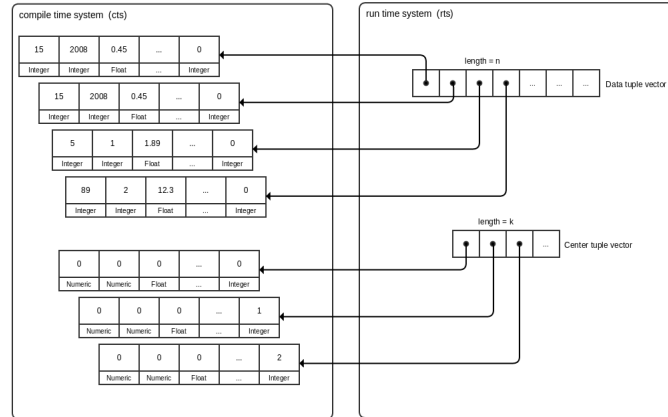 compile time system (cts)
run time system (rts)
15 2008 0.45 ... 0
Integer Integer Float ... Integer
length = n
... ... ...
Data tuple vector
15 2008 0.45 ... 0
Integer Integer Float ... Integer
5 1 1.89 ... 0
Integer Integer Float ... Integer
89 2 12.3 ... 0
Integer Integer Float ... Integer
length = k
...
Center tuple vector
0 0 0 ... 0
Numeric Numeric Float ... Integer
0 0 0 ... 1
Numeric Numeric Float ... Integer
0 0 0 ... 2
Numeric Numeric Float ... Integer